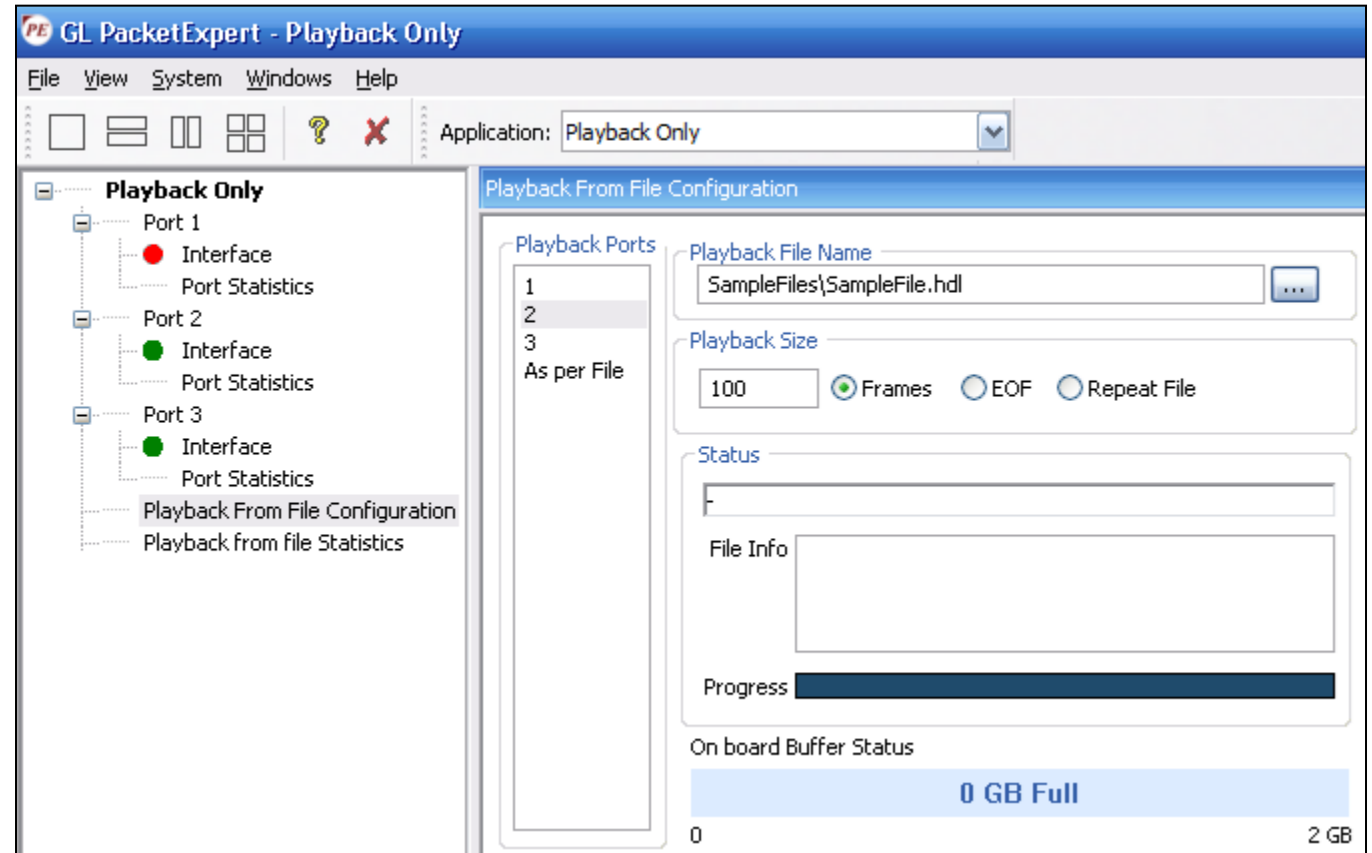 PE GL PacketExpert - Playback Only
File View System Windows Help
Application: Playback Only
Playback Only
Port 1
Interface
Port Statistics
Port 2
Interface
Port Statistics
Port 3
Interface
Port Statistics
Playback From File Configuration
Playback from file Statistics
Playback From File Configuration
Playback Ports
1
2
3
As per File
Playback File Name
SampleFiles\SampleFile.hdl
...
Playback Size
100 Frames EOF Repeat File
Status
-
File Info
Progress
On board Buffer Status
0 GB Full
0 2 GB